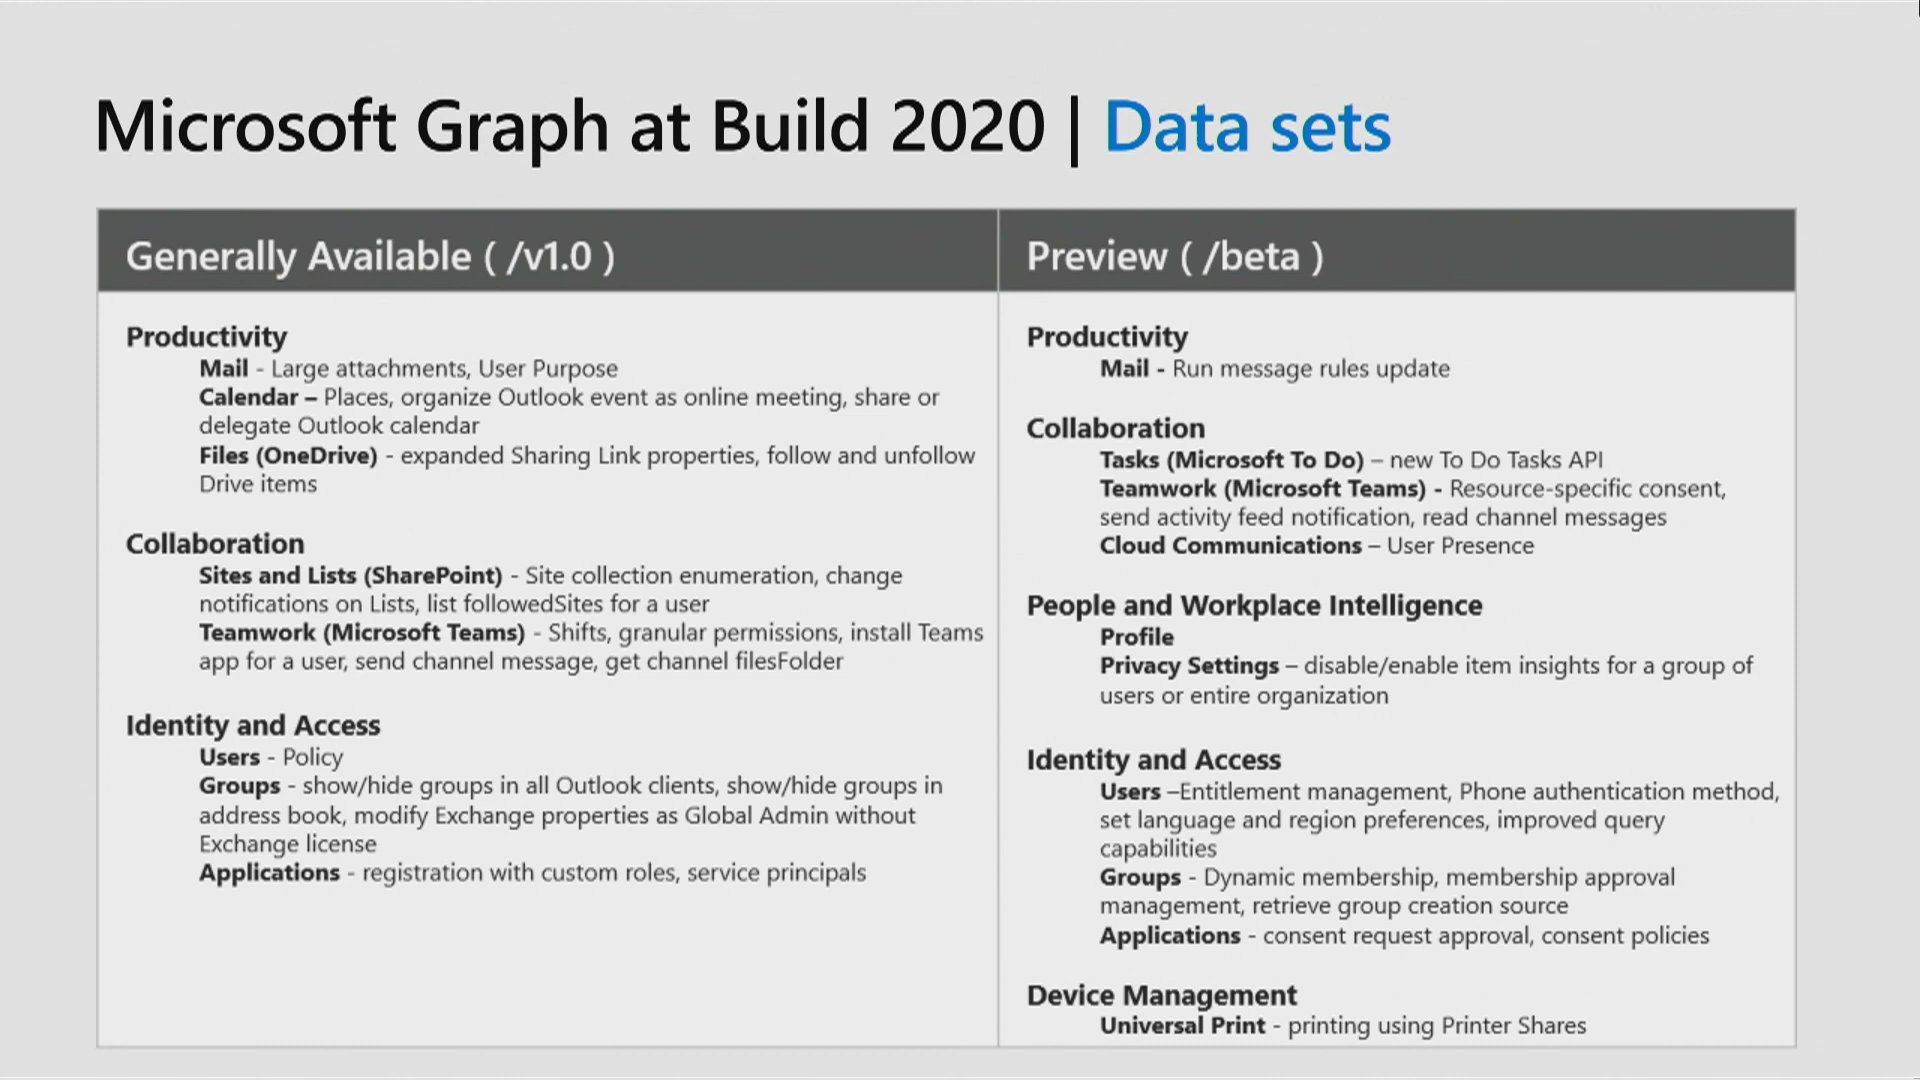 Microsoft Graph at Build 2020 | Data sets
Generally Available ( /v1.0 )
Productivity
Mail - Large attachments, User Purpose
Calendar – Places, organize Outlook event as online meeting, share or
delegate Outlook calendar
Files (OneDrive) - expanded Sharing Link properties, follow and unfollow
Drive items
Collaboration
Sites and Lists (SharePoint) - Site collection enumeration, change
notifications on Lists, list followedSites for a user
Teamwork (Microsoft Teams) - Shifts, granular permissions, install Teams
app for a user, send channel message, get channel filesFolder
Identity and Access
Users - Policy
Groups - show/hide groups in all Outlook clients, show/hide groups in
address book, modify Exchange properties as Global Admin without
Exchange license
Applications - registration with custom roles, service principals
Preview ( /beta )
Productivity
Mail - Run message rules update
Collaboration
Tasks (Microsoft To Do) – new To Do Tasks API
Teamwork (Microsoft Teams) - Resource-specific consent,
send activity feed notification, read channel messages
Cloud Communications – User Presence
People and Workplace Intelligence
Profile
Privacy Settings – disable/enable item insights for a group of
users or entire organization
Identity and Access
Users –Entitlement management, Phone authentication method,
set language and region preferences, improved query
capabilities
Groups - Dynamic membership, membership approval
management, retrieve group creation source
Applications - consent request approval, consent policies
Device Management
Universal Print - printing using Printer Shares